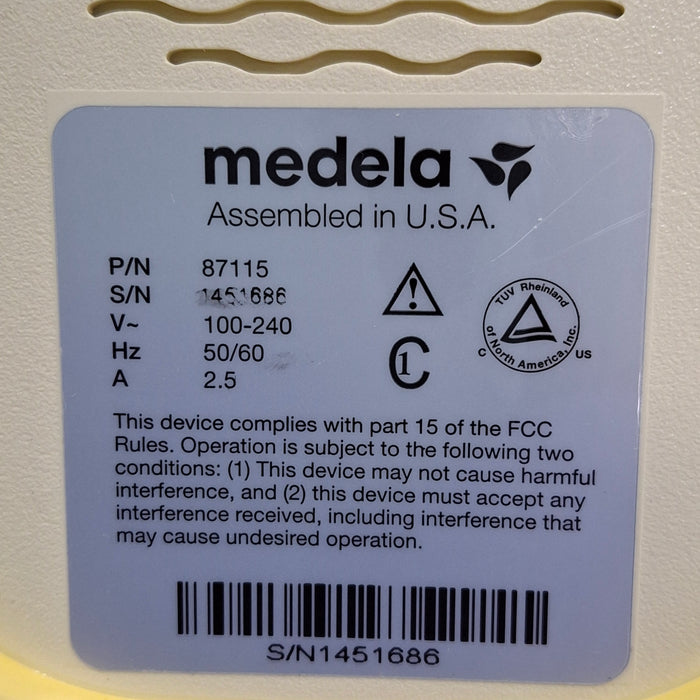 medela
Assembled in U.S.A.
P/N 87115
S/N 1451686
V~ 100-240
Hz 50/60
A 2.5
C1
TUV Rheinland
of North America, Inc.
C US
This device complies with part 15 of the FCC
Rules. Operation is subject to the following two
conditions: (1) This device may not cause harmful
interference, and (2) this device must accept any
interference received, including interference that
may cause undesired operation.
S/N1451686